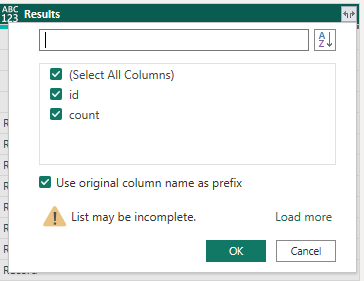 ABC
123
Results
A
Z
(Select All Columns)
id
count
Use original column name as prefix
List may be incomplete.
Load more
OK
Cancel
Record